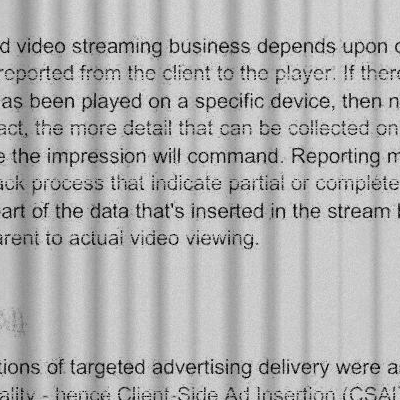 d video streaming business depends upon
reported from the client to the player. If there
as been played on a specific device, then
act, the more detail that can be collected on
the impression will command. Reporting
ack process that indicate partial or complete
art of the data that's inserted in the stream
arent to actual video viewing.
tions of targeted advertising delivery were
ality - hence Client-Side Ad Insertion (CSAI)